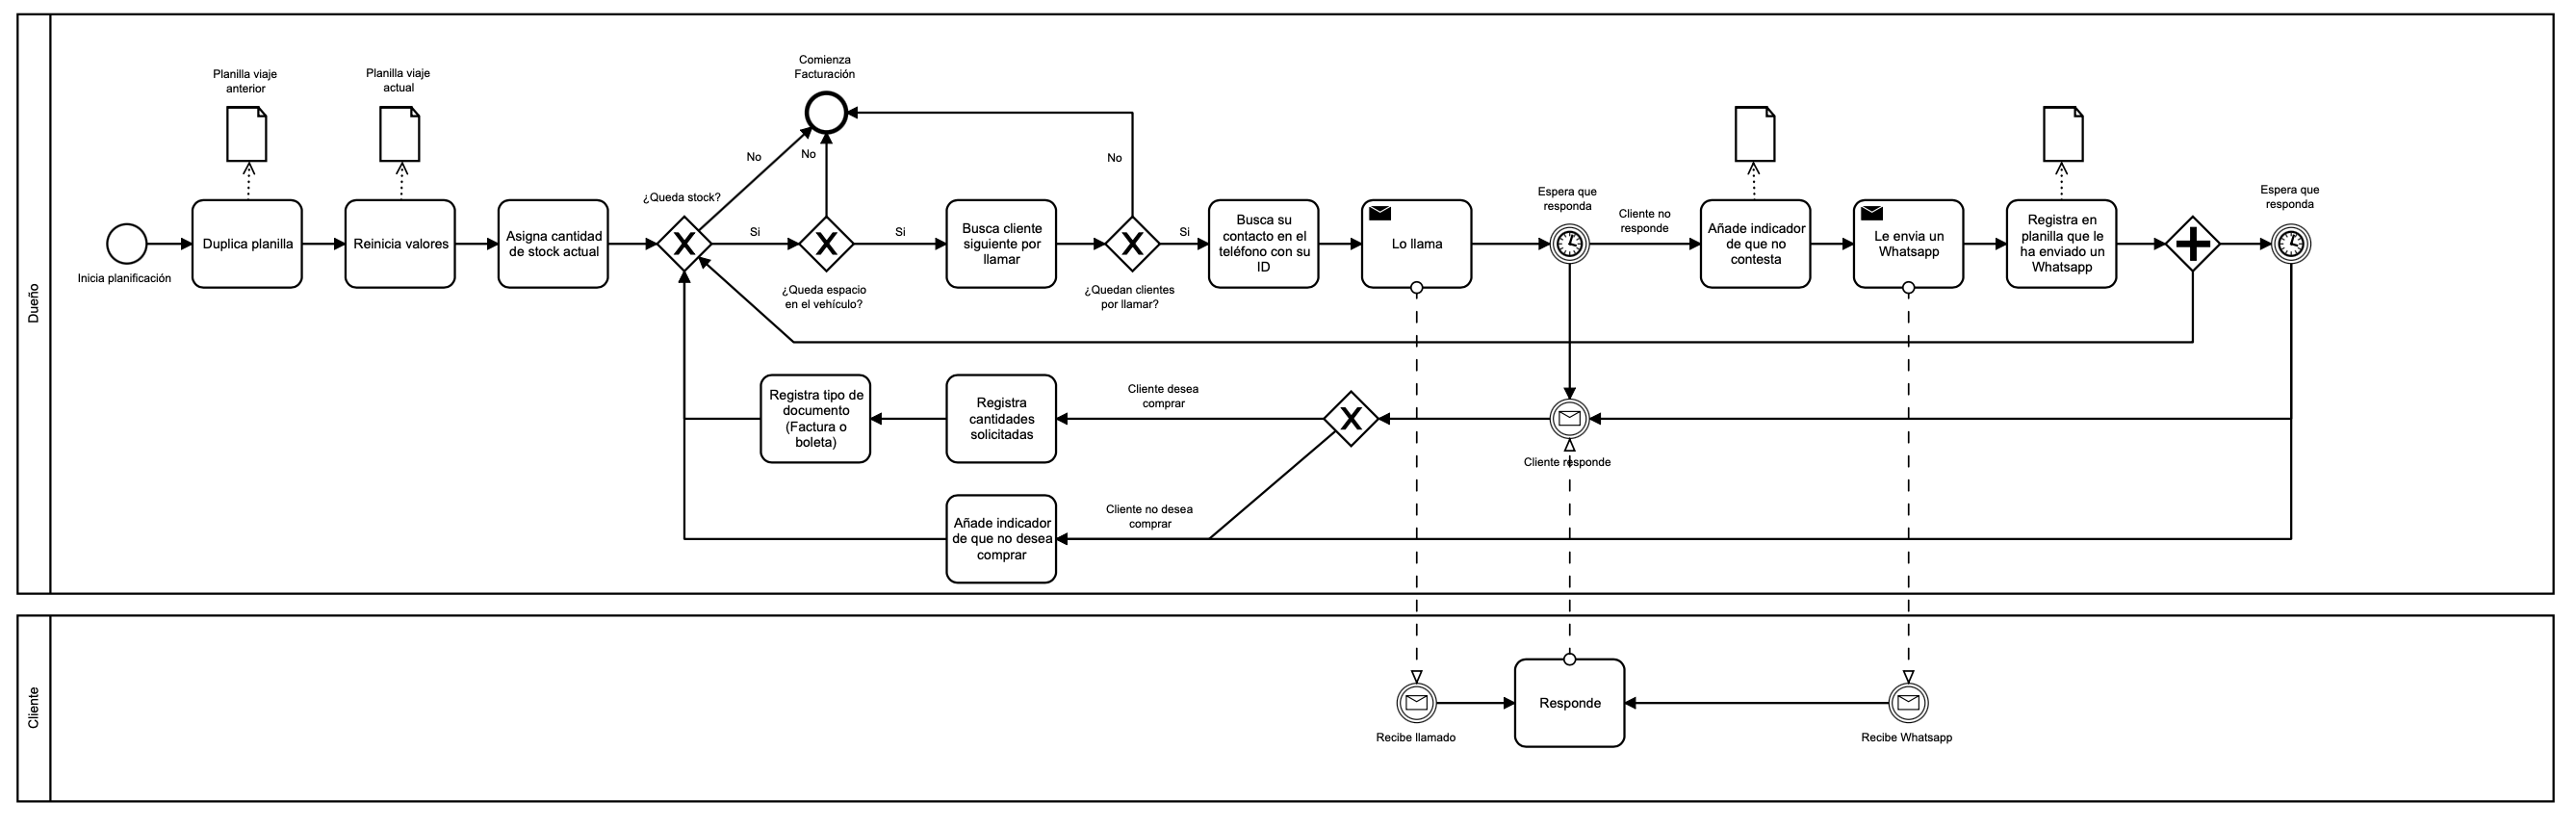 Dueño
Planilla viaje
anterior
Planilla viaje
actual
Comienza
Facturación
Inicia planificación
Duplica planilla
Reinicia valores
Asigna cantidad
de stock actual
¿Queda stock?
No
No
Si
¿Queda espacio
en el vehículo?
Si
Busca cliente
siguiente por
llamar
No
¿Quedan clientes
por llamar?
Si
Busca su
contacto en el
teléfono con su
ID
Lo llama
Espera que
responda
Cliente no
responde
Añade indicador
de que no
contesta
Le envia un
Whatsapp
Registra en
planilla que le
ha enviado un
Whatsapp
Espera que
responda
Registra tipo de
documento
(Factura o
boleta)
Registra
cantidades
solicitadas
Cliente desea
comprar
Cliente responde
Añade indicador
de que no desea
comprar
Cliente no desea
comprar
Cliente
Recibe llamado
Responde
Recibe Whatsapp